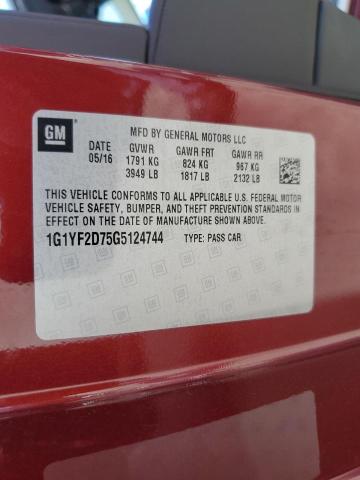 GM
MFD BY GENERAL MOTORS LLC
DATE GVWR GAWR FRT GAWR RR
05/16 1791 KG 824 KG 967 KG
3949 LB 1817 LB 2132 LB
THIS VEHICLE CONFORMS TO ALL APPLICABLE U.S. FEDERAL MOTOR
VEHICLE SAFETY, BUMPER, AND THEFT PREVENTION STANDARDS
IN EFFECT ON THE DATE OF MANUFACTURE SHOWN ABOVE.
1G1YF2D75G5124744 TYPE: PASS CAR